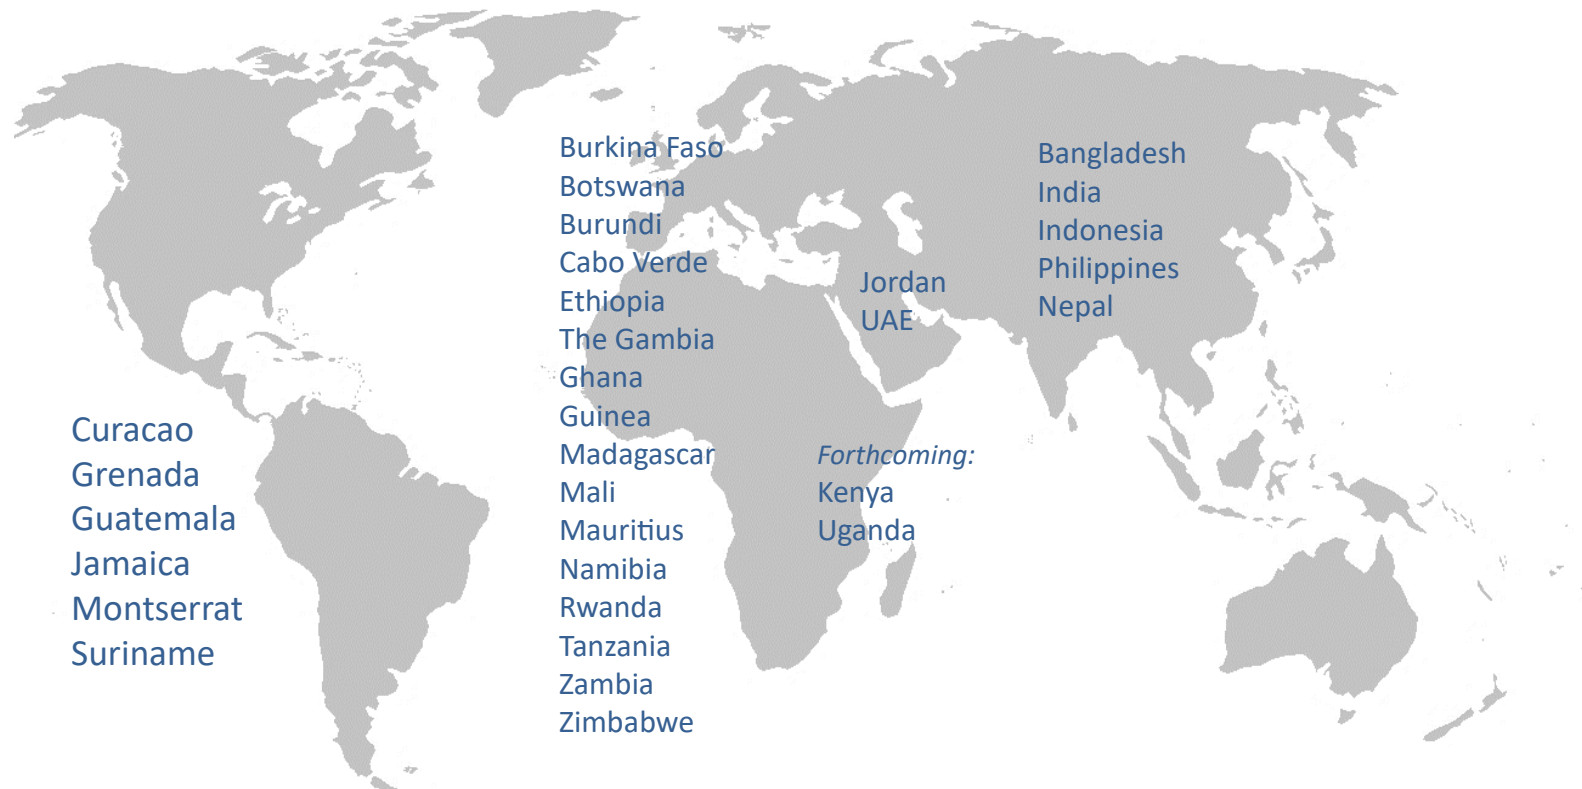 Curacao
Grenada
Guatemala
Jamaica
Montserrat
Suriname
Burkina Faso
Botswana
Burundi
Cabo Verde
Ethiopia
The Gambia
Ghana
Guinea
Madagascar
Mali
Mauritius
Namibia
Rwanda
Tanzania
Zambia
Zimbabwe
Jordan
UAE
Forthcoming:
Kenya
Uganda
Bangladesh
India
Indonesia
Philippines
Nepal